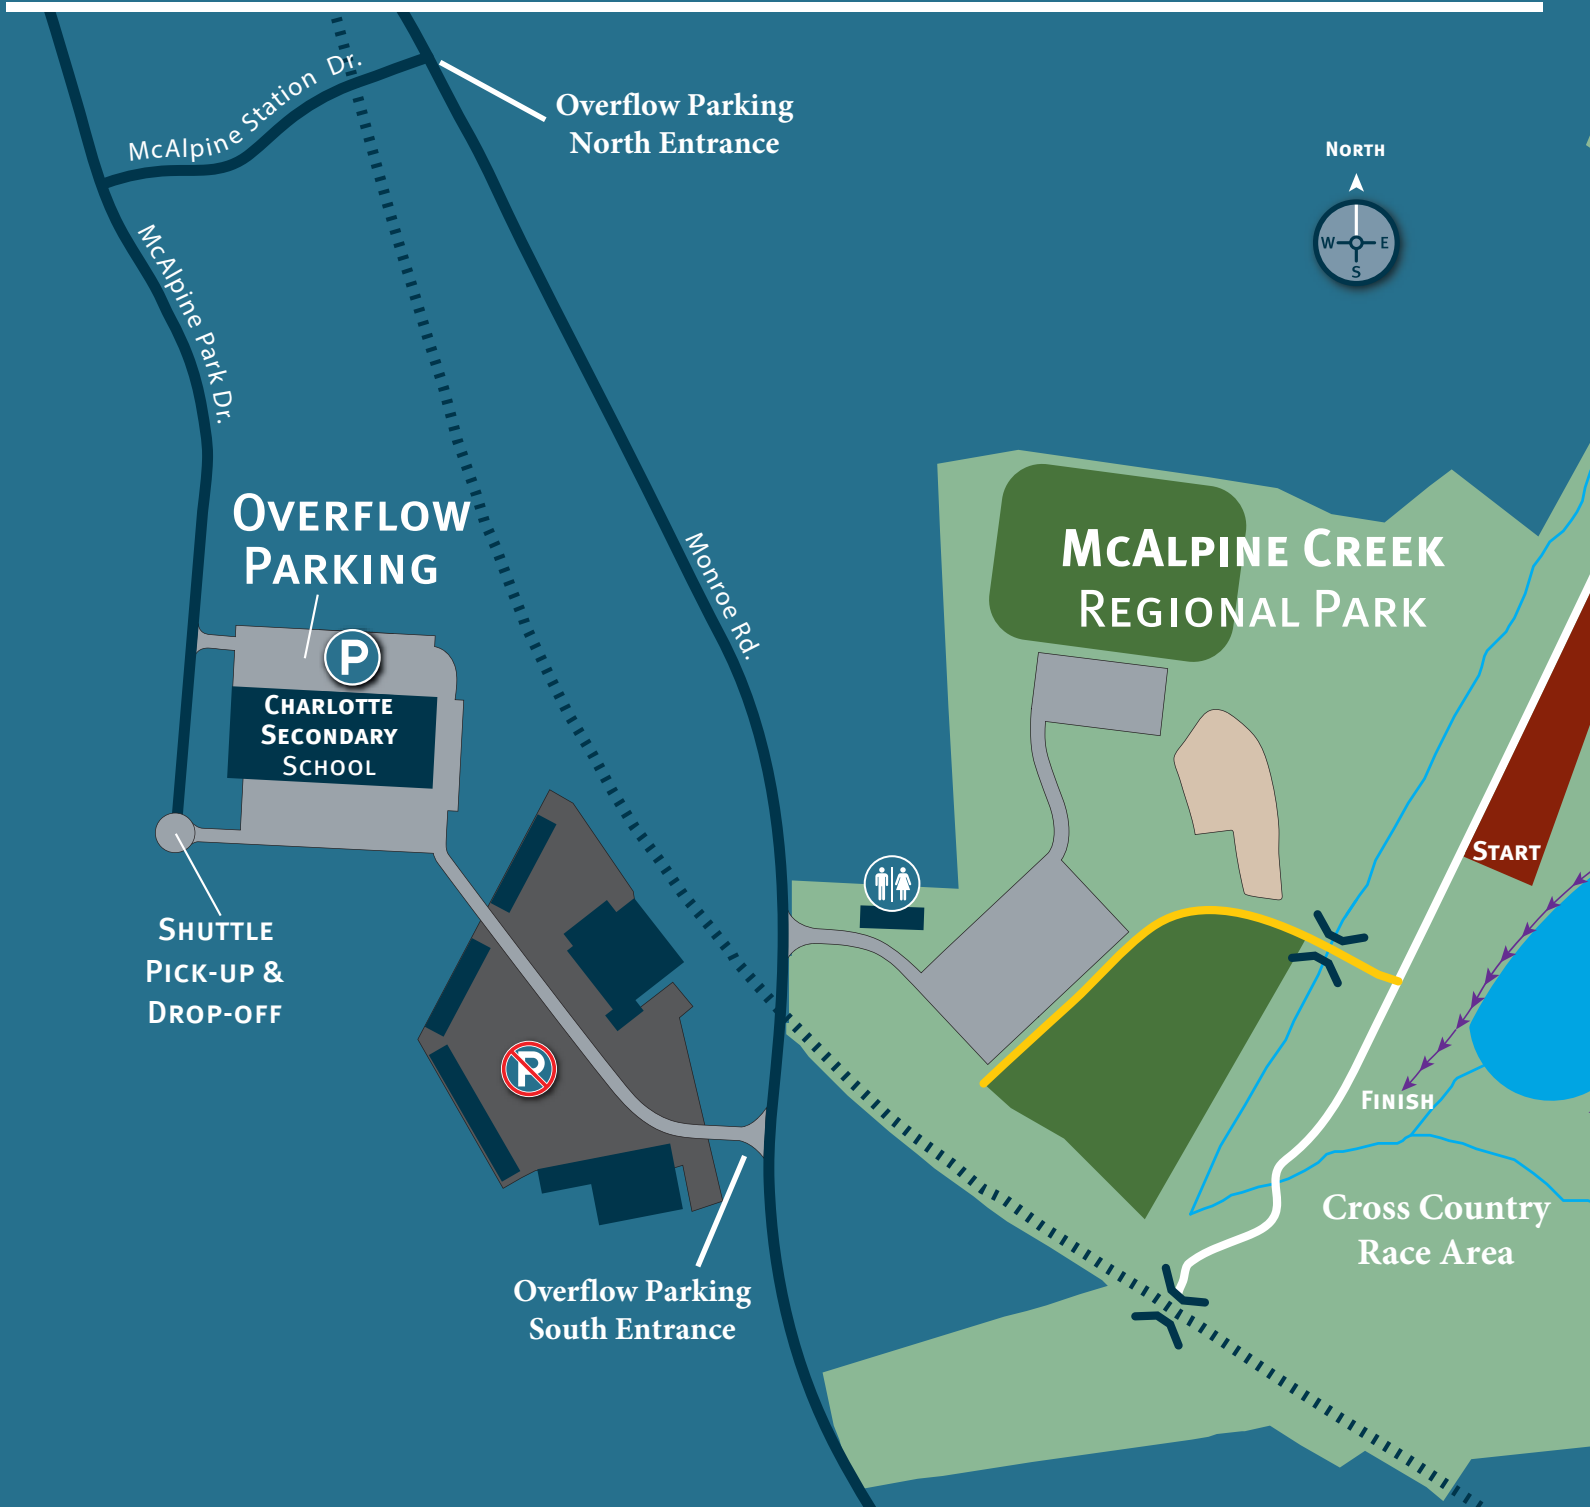 McAlpine Station Dr.
Overflow Parking
North Entrance
NORTH
W E
S
McAlpine Park Dr.
OVERFLOW
PARKING
P
Monroe Rd.
MCALPINE CREEK
REGIONAL PARK
CHARLOTTE
SECONDARY
SCHOOL
START
SHUTTLE
PICK-UP &
DROP-OFF
P
FINISH
Cross Country
Race Area
Overflow Parking
South Entrance